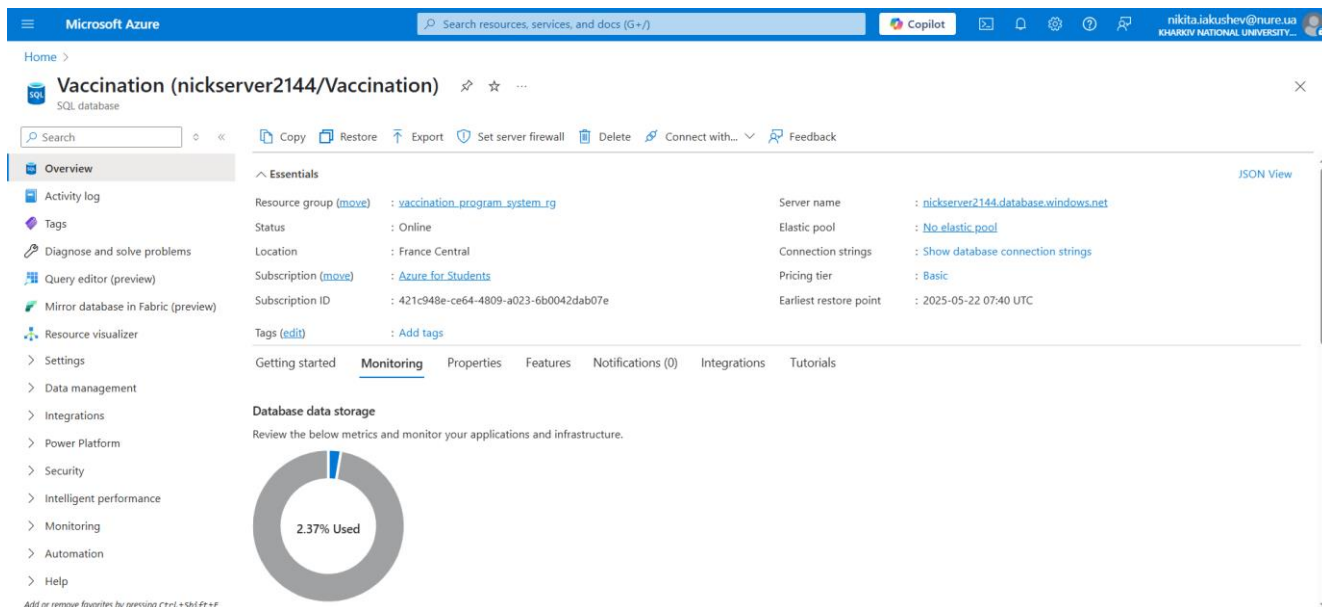 Microsoft Azure
Search resources, services, and docs (G+/)
Copilot
nikita.iakushev@nure.ua
KHARKIV NATIONAL UNIVERSITY...
Home >
Vaccination (nickserver2144/Vaccination)
SQL
SQL database
Search
Copy Restore Export Set server firewall Delete Connect with... Feedback
Overview
Activity log
Tags
Diagnose and solve problems
Query editor (preview)
Mirror database in Fabric (preview)
Resource visualizer
Settings
Data management
Integrations
Power Platform
Security
Intelligent performance
Monitoring
Automation
Help
Add or remove favorites by pressing Ctrl+Shift+F
Essentials
JSON View
Resource group (move) : vaccination_program_system_rg
Status : Online
Location : France Central
Subscription (move) : Azure for Students
Subscription ID : 421c948e-ce64-4809-a023-6b0042dab07e
Server name : nickserver2144.database.windows.net
Elastic pool : No elastic pool
Connection strings : Show database connection strings
Pricing tier : Basic
Earliest restore point : 2025-05-22 07:40 UTC
Tags (edit) : Add tags
Getting started Monitoring Properties Features Notifications (0) Integrations Tutorials
Database data storage
Review the below metrics and monitor your applications and infrastructure.
2.37% Used